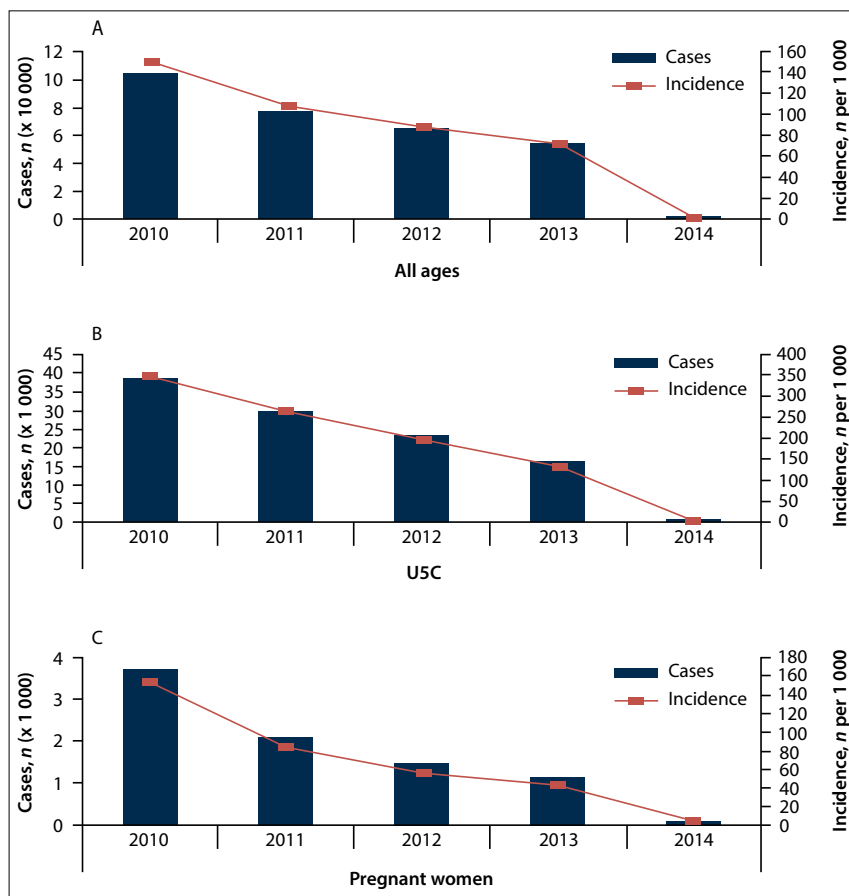 A
Cases, n (x 10 000)
12
10
8
6
4
2
0
Cases
Incidence
160
140
120
100
80
60
40
20
0
Incidence, n per 1 000
2010 2011 2012 2013 2014
All ages
B
Cases, n (x 1 000)
45
40
35
30
25
20
15
10
5
0
Cases
Incidence
400
350
300
250
200
150
100
50
0
Incidence, n per 1 000
2010 2011 2012 2013 2014
U5C
C
Cases, n (x 1 000)
4
3
2
1
0
Cases
Incidence
180
160
140
120
100
80
60
40
20
0
Incidence, n per 1 000
2010 2011 2012 2013 2014
Pregnant women